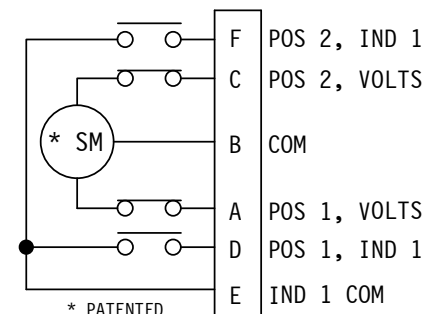 F POS 2, IND 1
C POS 2, VOLTS
* SM B COM
A POS 1, VOLTS
D POS 1, IND 1
E IND 1 COM
* PATENTED